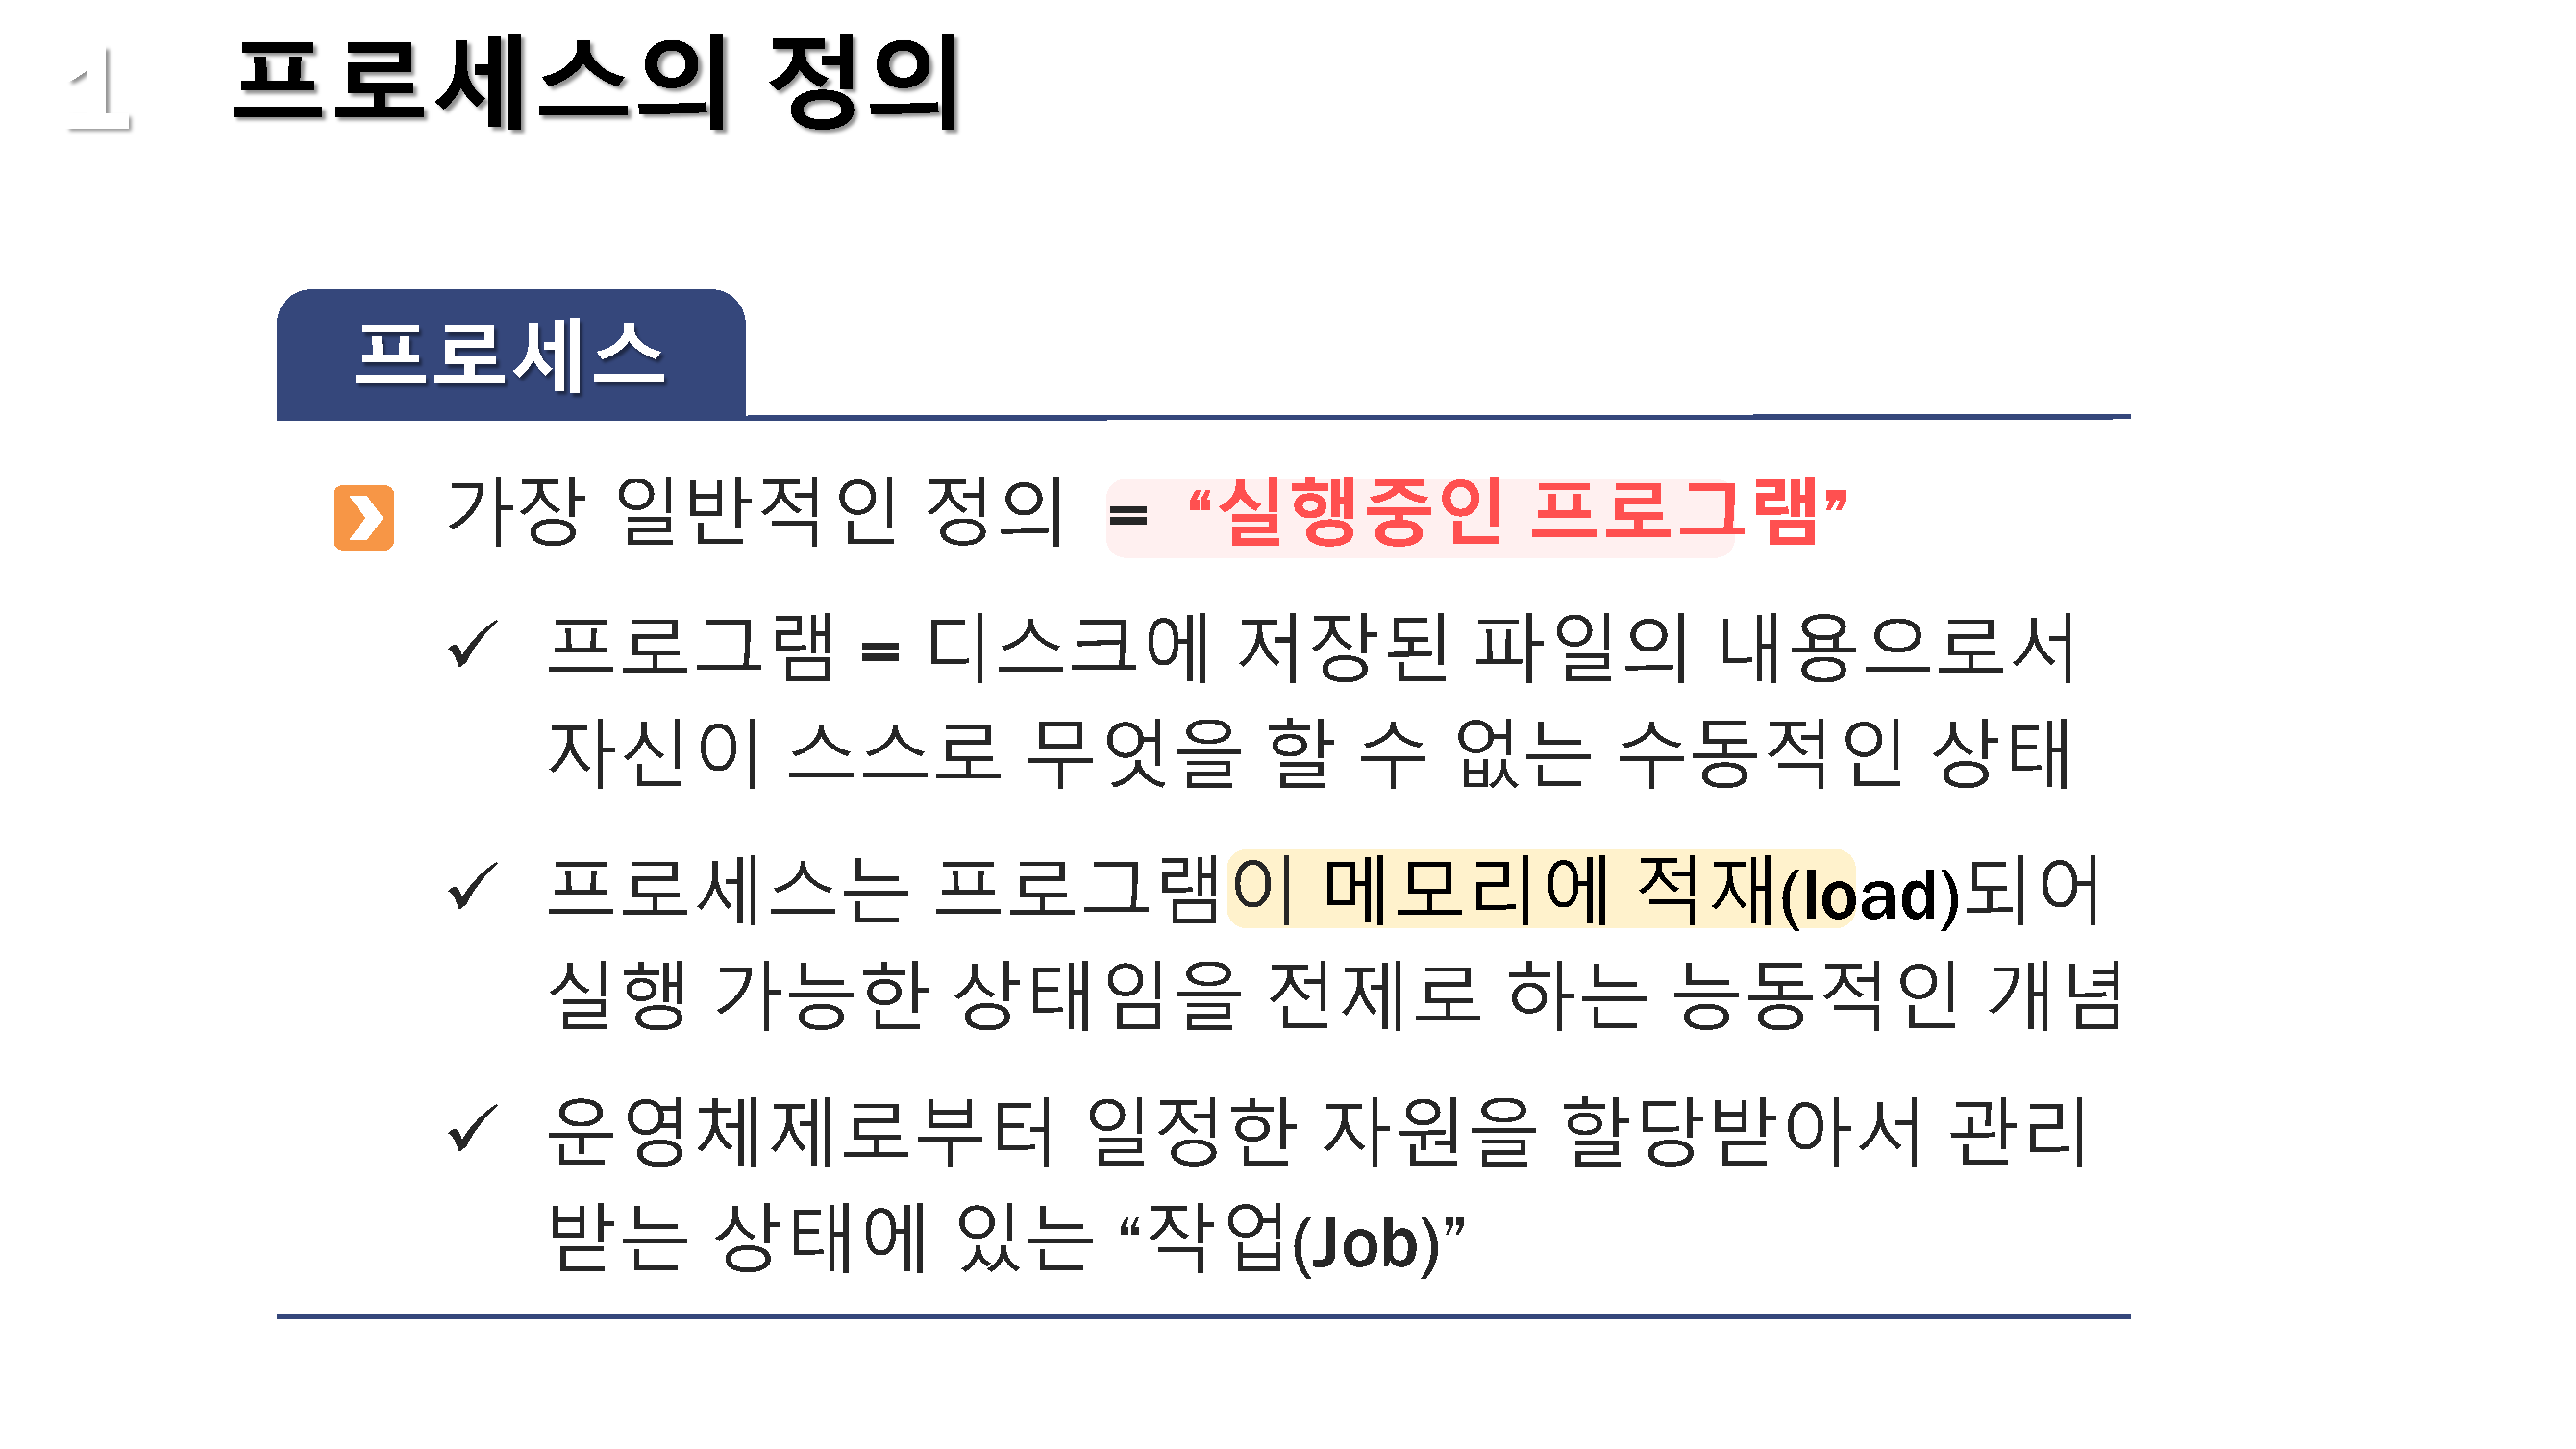 1 프로세스의 정의
프로세스
가장 일반적인 정의 = “실행중인 프로그램”
✓ 프로그램 = 디스크에 저장된 파일의 내용으로서
자신이 스스로 무엇을 할 수 없는 수동적인 상태
✓ 프로세스는 프로그램이 메모리에 적재(load)되어
실행 가능한 상태임을 전제로 하는 능동적인 개념
✓ 운영체제로부터 일정한 자원을 할당받아서 관리
받는 상태에 있는 “작업(Job)”